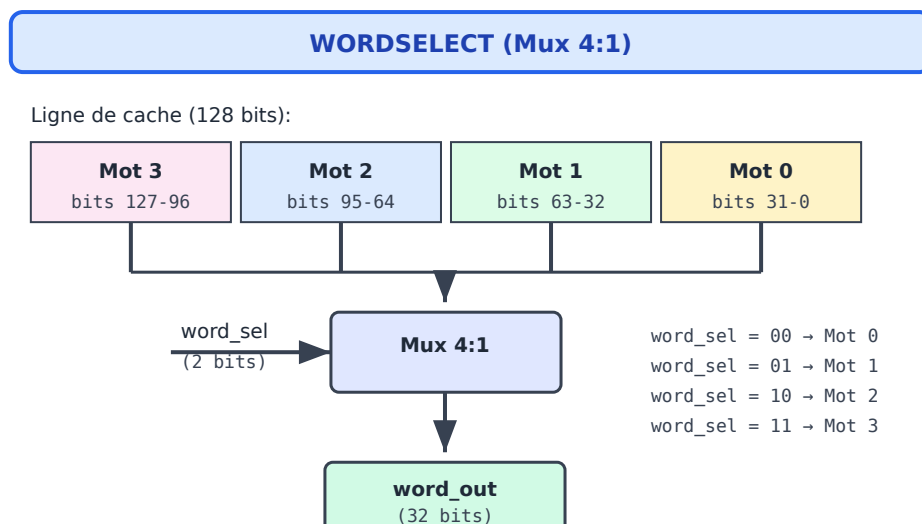 WORDSELECT (Mux 4:1)
Ligne de cache (128 bits):
Mot 3
bits 127-96
Mot 2
bits 95-64
Mot 1
bits 63-32
Mot 0
bits 31-0
word_sel
(2 bits)
Mux 4:1
word_sel = 00 → Mot 0
word_sel = 01 → Mot 1
word_sel = 10 → Mot 2
word_sel = 11 → Mot 3
word_out
(32 bits)